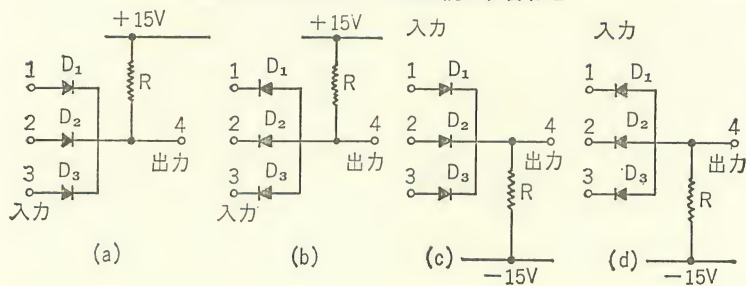 +15V
1 D₁
R
2 D₂
4
出力
3 D₃
入力
(a)
+15V
1 D₁
R
2 D₂
4
出力
3 D₃
入力
(b)
入力
1 D₁
2 D₂
4
出力
3 D₃
R
(c)
-15V
入力
1 D₁
2 D₂
4
出力
3 D₃
R
(d)
-15V